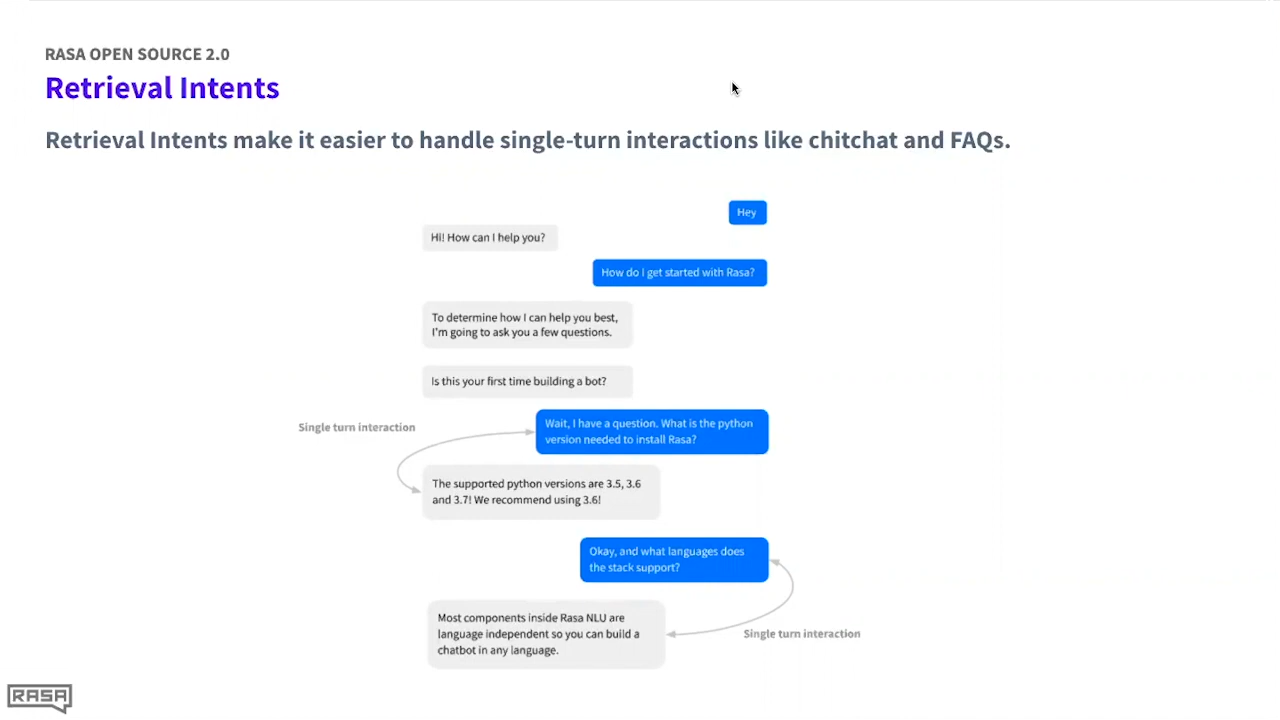 RASA OPEN SOURCE 2.0
Retrieval Intents
Retrieval Intents make it easier to handle single-turn interactions like chitchat and FAQs.
Hey
Hi! How can I help you?
How do I get started with Rasa?
To determine how I can help you best,
I'm going to ask you a few questions.
Is this your first time building a bot?
Single turn interaction
Wait, I have a question. What is the python
version needed to install Rasa?
The supported python versions are 3.5, 3.6
and 3.7! We recommend using 3.6!
Okay, and what languages does
the stack support?
Most components inside Rasa NLU are
language independent so you can build a
chatbot in any language.
Single turn interaction
RASA